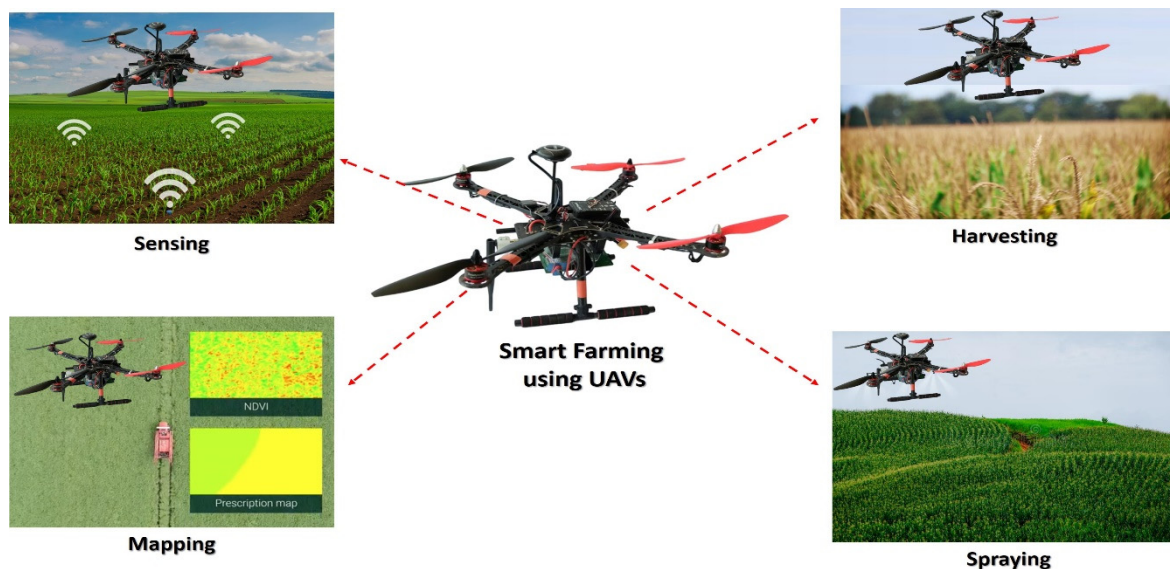 Sensing
Harvesting
Smart Farming
using UAVs
NDVI
Prescription map
Mapping
Spraying